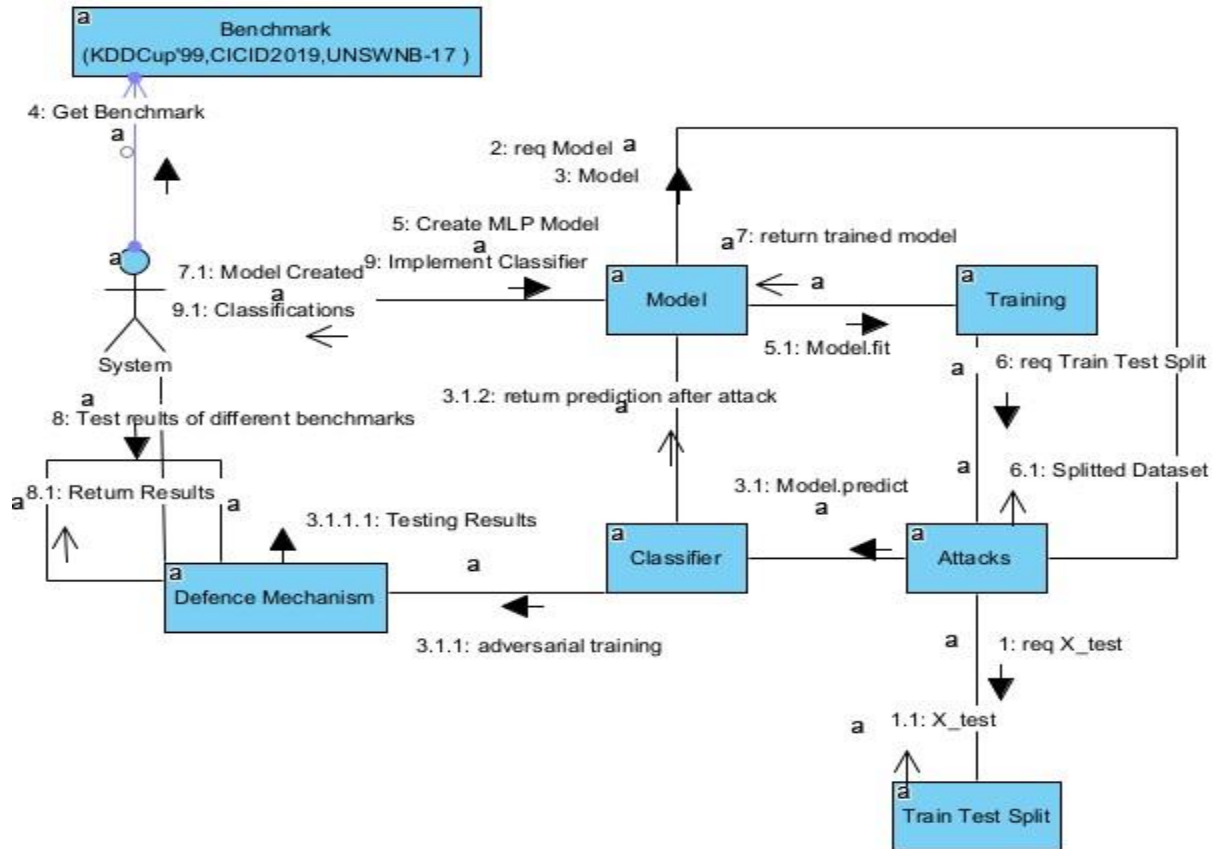 a
Benchmark
(KDDCup'99,CICID2019,UNSWNB-17 )
4: Get Benchmark
a
2: req Model a
3: Model
5: Create MLP Model
a
a 7: return trained model
a
7.1: Model Created
9: Implement Classifier
a
9.1: Classifications
a
Model
a
a
Training
5.1: Model.fit
System
a
6: req Train Test Split
a
8: Test reults of different benchmarks
3.1.2: return prediction after attack
a
a
6.1: Splitted Dataset
a
8.1: Return Results
a
3.1: Model.predict
a
3.1.1.1: Testing Results
a
Classifier
a
Attacks
a
a
Defence Mechanism
3.1.1: adversarial training
a
1: req X_test
a
1.1: X_test
a
Train Test Split